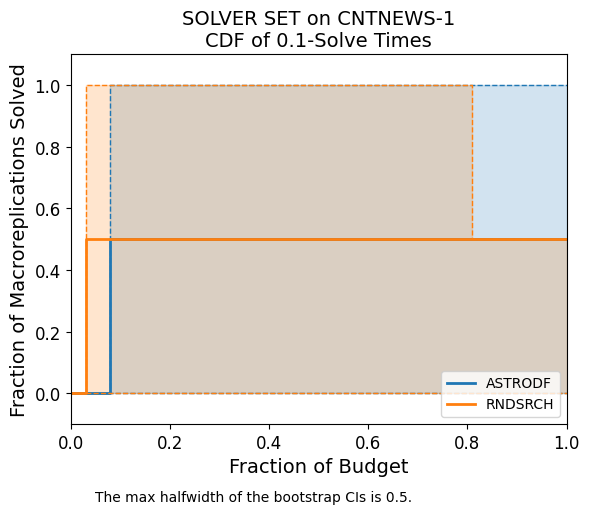 SOLVER SET on CNTNEWS-1
CDF of 0.1-Solve Times
Fraction of Macroreplications Solved
1.0
0.8
0.6
0.4
0.2
0.0
ASTRODF
RNDSRCH
0.0 0.2 0.4 0.6 0.8 1.0
Fraction of Budget
The max halfwidth of the bootstrap CIs is 0.5.